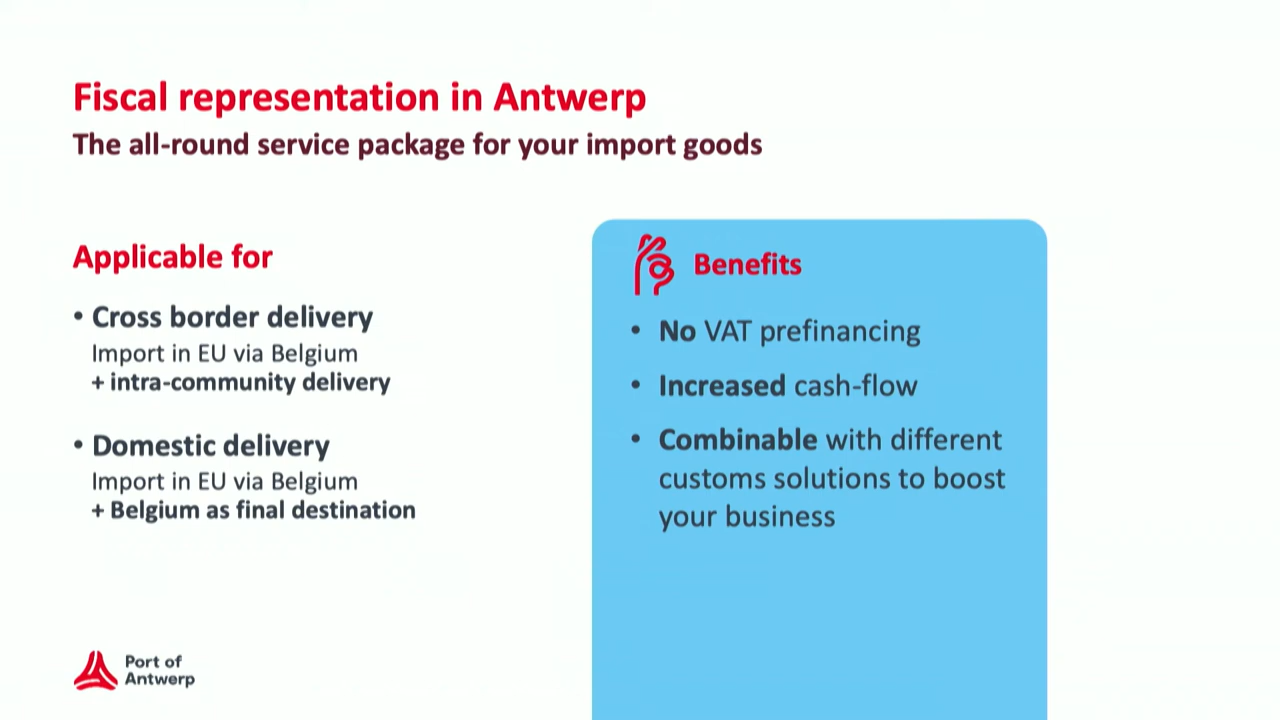 Fiscal representation in Antwerp
The all-round service package for your import goods
Applicable for
• Cross border delivery
Import in EU via Belgium
+ intra-community delivery
• Domestic delivery
Import in EU via Belgium
+ Belgium as final destination
Benefits
• No VAT prefinancing
• Increased cash-flow
• Combinable with different
customs solutions to boost
your business
Port of
Antwerp